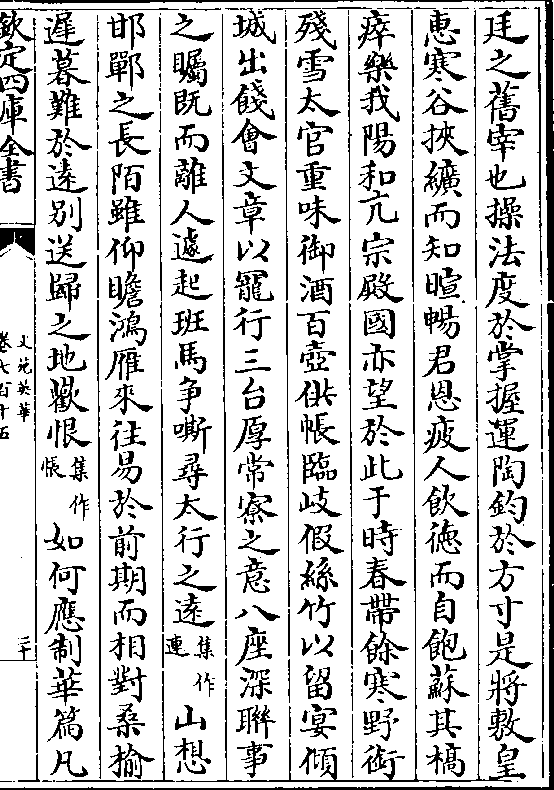 廷之舊宰也操法度於掌握運陶鈞於方寸是將敷皇
惠寒谷挾纊而知暄暢君恩疲人飲徳而自飽蘇其槁
瘁樂我陽和亢宗殿國亦望於此于時春帶餘寒野銜
殘雪太官重味御酒百壺供帳臨岐假絲竹以留宴傾
城出餞會文章以寵行三台厚常寮之意八座深聯事
之矚既而離人遽起班馬争嘶尋太行之逺集作連山想
邯鄲之長陌雖仰瞻鴻雁來往易於前期而相對桑榆
遲暮難於逺别送歸之地歡恨集作悵如何應制華篇凡
欽定四庫全書
文苑英華
卷七百十五
二十